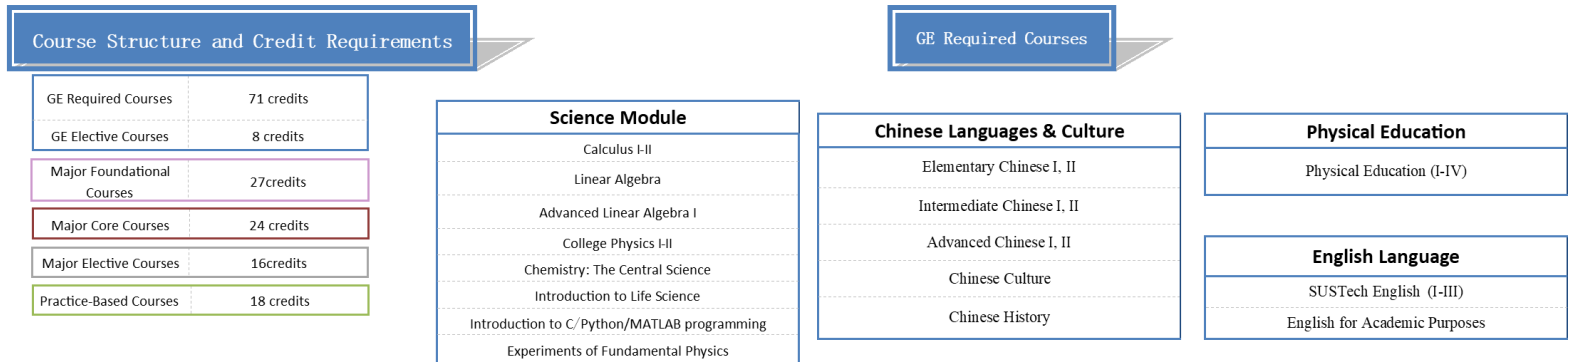 Course Structure and Credit Requirements
GE Required Courses 71 credits
GE Elective Courses 8 credits
Major Foundational
Courses 27credits
Major Core Courses 24 credits
Major Elective Courses 16credits
Practice-Based Courses 18 credits
GE Required Courses
Science Module
Calculus I-II
Linear Algebra
Advanced Linear Algebra I
College Physics I-II
Chemistry: The Central Science
Introduction to Life Science
Introduction to C/Python/MATLAB programming
Experiments of Fundamental Physics
Chinese Languages & Culture
Elementary Chinese I, II
Intermediate Chinese I, II
Advanced Chinese I, II
Chinese Culture
Chinese History
Physical Education
Physical Education (I-IV)
English Language
SUSTech English (I-III)
English for Academic Purposes